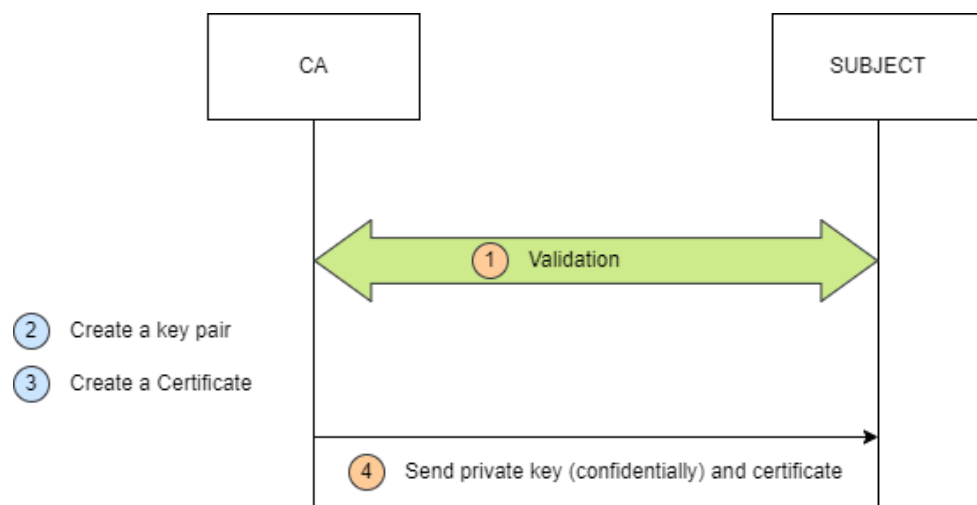 CA
SUBJECT
1 Validation
2 Create a key pair
3 Create a Certificate
4 Send private key (confidentially) and certificate